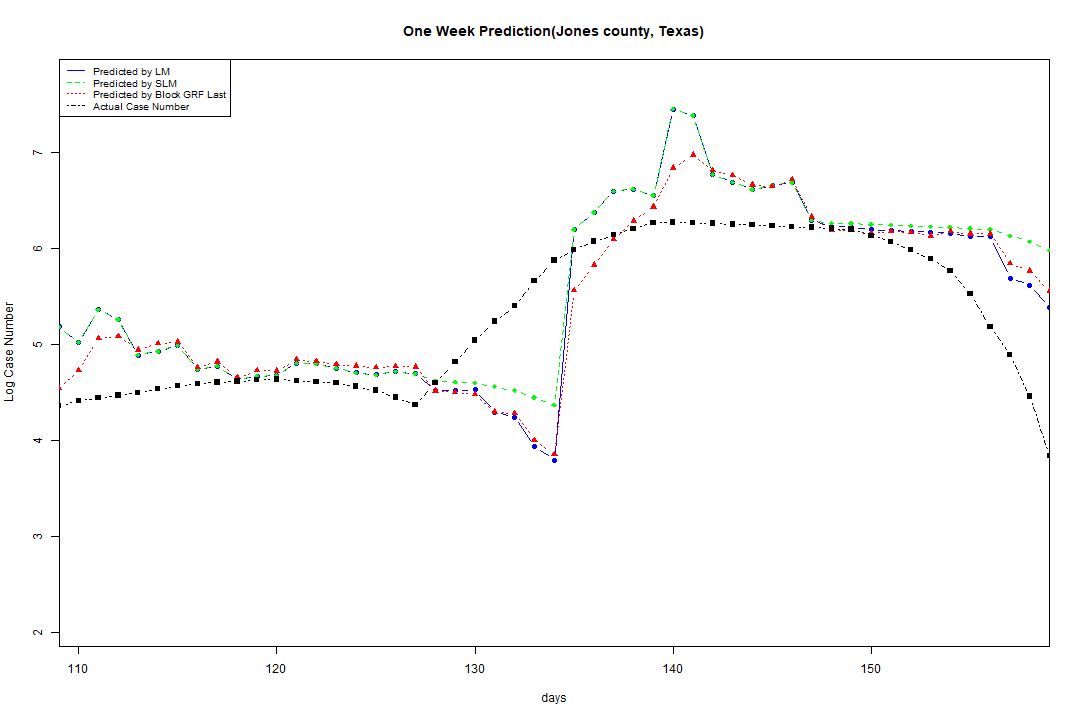 One Week Prediction(Jones county, Texas)
Predicted by LM
Predicted by SLM
Predicted by Block GRF Last
Actual Case Number
Log Case Number
7
6
5
4
3
2
110 120 130 140 150
days